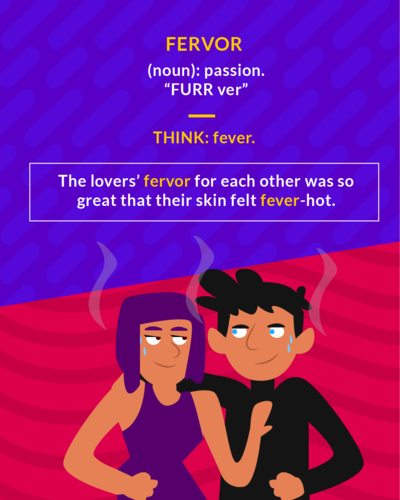 FERVOR
(noun): passion.
“FURR ver”
THINK: fever.
The lovers’ fervor for each other was so
great that their skin felt fever-hot.